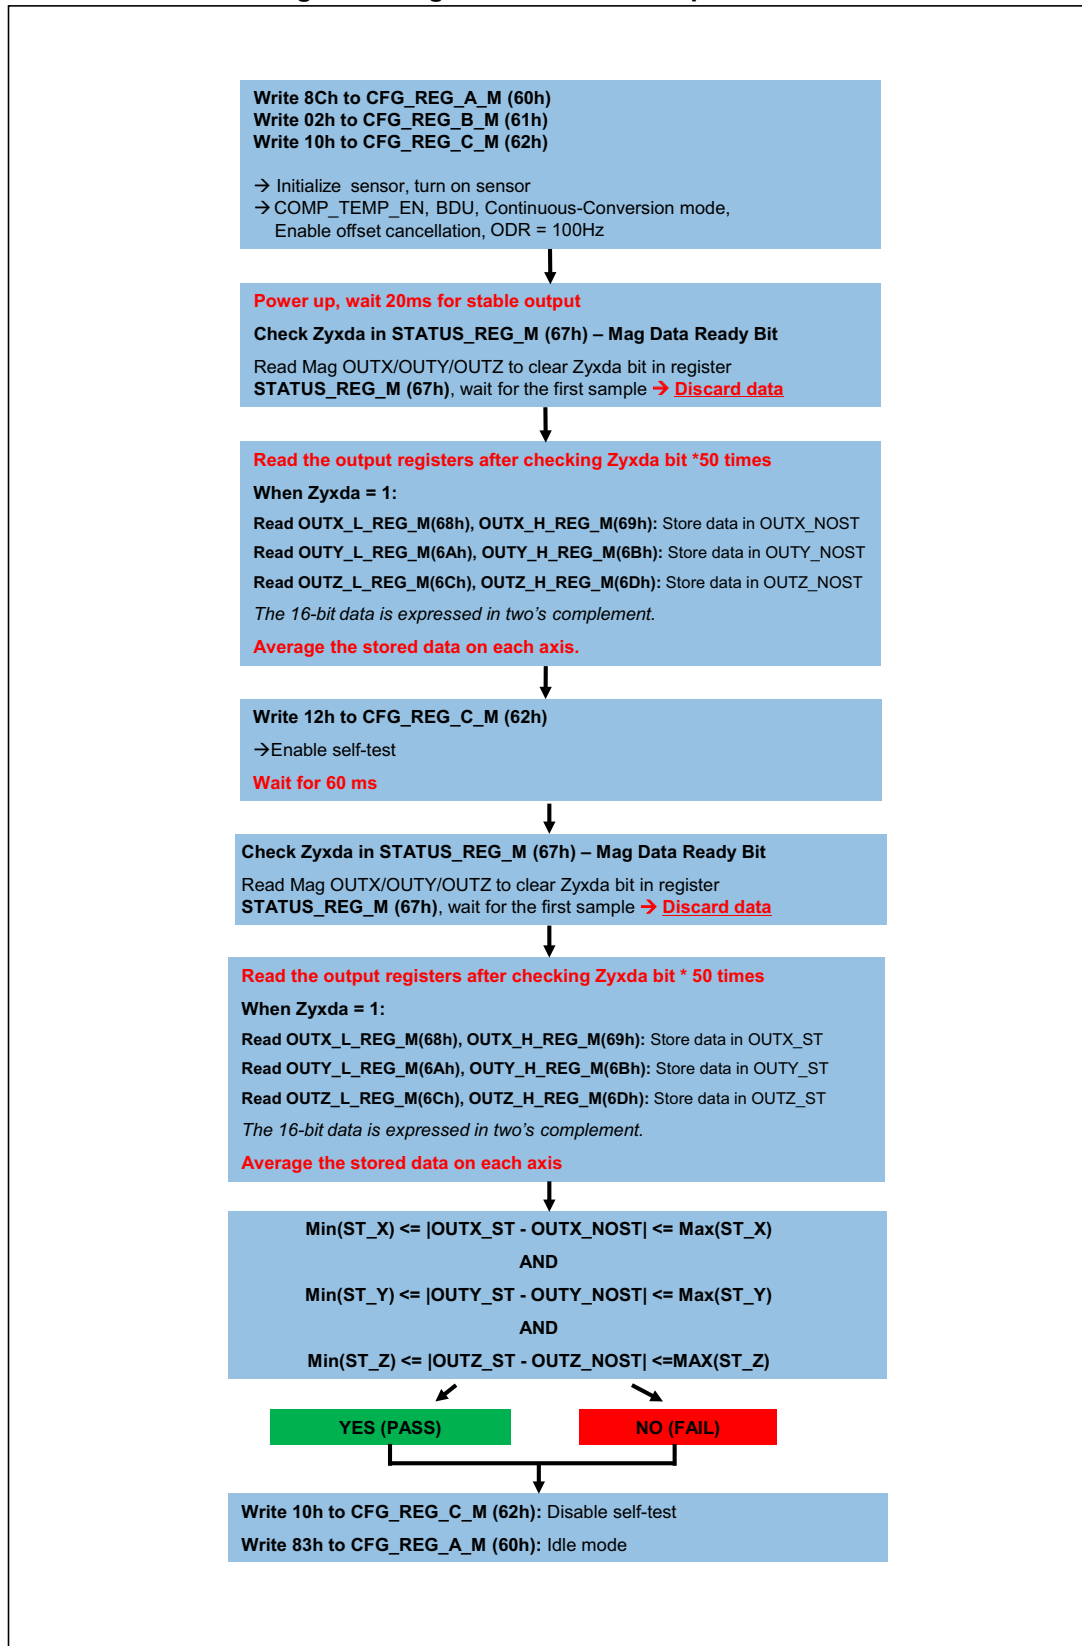 Write 8Ch to CFG_REG_A_M (60h)
Write 02h to CFG_REG_B_M (61h)
Write 10h to CFG_REG_C_M (62h)
→ Initialize sensor, turn on sensor
→ COMP_TEMP_EN, BDU, Continuous-Conversion mode,
Enable offset cancellation, ODR = 100Hz
Power up, wait 20ms for stable output
Check Zyxda in STATUS_REG_M (67h) – Mag Data Ready Bit
Read Mag OUTX/OUTY/OUTZ to clear Zyxda bit in register
STATUS_REG_M (67h), wait for the first sample → Discard data
Read the output registers after checking Zyxda bit *50 times
When Zyxda = 1:
Read OUTX_L_REG_M(68h), OUTX_H_REG_M(69h): Store data in OUTX_NOST
Read OUTY_L_REG_M(6Ah), OUTY_H_REG_M(6Bh): Store data in OUTY_NOST
Read OUTZ_L_REG_M(6Ch), OUTZ_H_REG_M(6Dh): Store data in OUTZ_NOST
The 16-bit data is expressed in two's complement.
Average the stored data on each axis.
Write 12h to CFG_REG_C_M (62h)
→Enable self-test
Wait for 60 ms
Check Zyxda in STATUS_REG_M (67h) – Mag Data Ready Bit
Read Mag OUTX/OUTY/OUTZ to clear Zyxda bit in register
STATUS_REG_M (67h), wait for the first sample → Discard data
Read the output registers after checking Zyxda bit * 50 times
When Zyxda = 1:
Read OUTX_L_REG_M(68h), OUTX_H_REG_M(69h): Store data in OUTX_ST
Read OUTY_L_REG_M(6Ah), OUTY_H_REG_M(6Bh): Store data in OUTY_ST
Read OUTZ_L_REG_M(6Ch), OUTZ_H_REG_M(6Dh): Store data in OUTZ_ST
The 16-bit data is expressed in two's complement.
Average the stored data on each axis
Min(ST_X) <= |OUTX_ST - OUTX_NOST| <= Max(ST_X)
AND
Min(ST_Y) <= |OUTY_ST - OUTY_NOST| <= Max(ST_Y)
AND
Min(ST_Z) <= |OUTZ_ST - OUTZ_NOST| <=MAX(ST_Z)
YES (PASS)
NO (FAIL)
Write 10h to CFG_REG_C_M (62h): Disable self-test
Write 83h to CFG_REG_A_M (60h): Idle mode